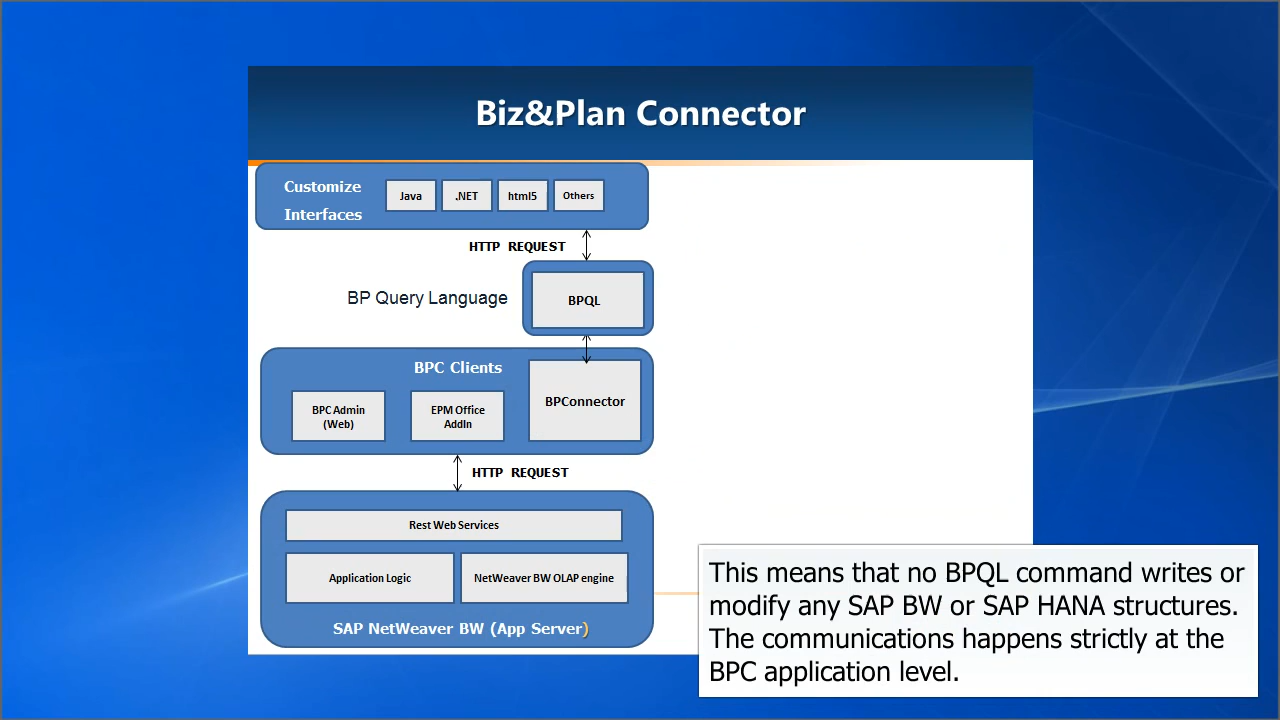 Biz&Plan Connector
Customize
Interfaces
Java
.NET
html5
Others
HTTP REQUEST
BP Query Language
BPQL
BPC Clients
BPC Admin
(Web)
EPM Office
AddIn
BPConnector
HTTP REQUEST
Rest Web Services
Application Logic
NetWeaver BW OLAP engine
SAP NetWeaver BW (App Server)
This means that no BPQL command writes or
modify any SAP BW or SAP HANA structures.
The communications happens strictly at the
BPC application level.